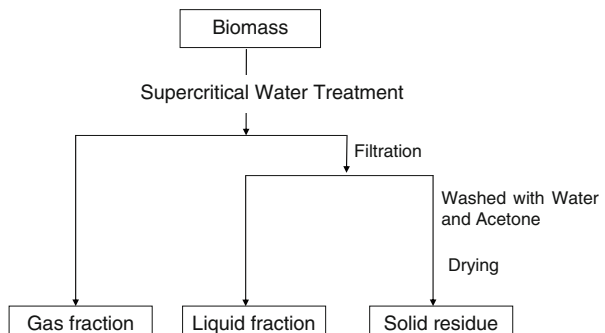 Biomass
Supercritical Water Treatment
Filtration
Washed with Water
and Acetone
Drying
Gas fraction
Liquid fraction
Solid residue